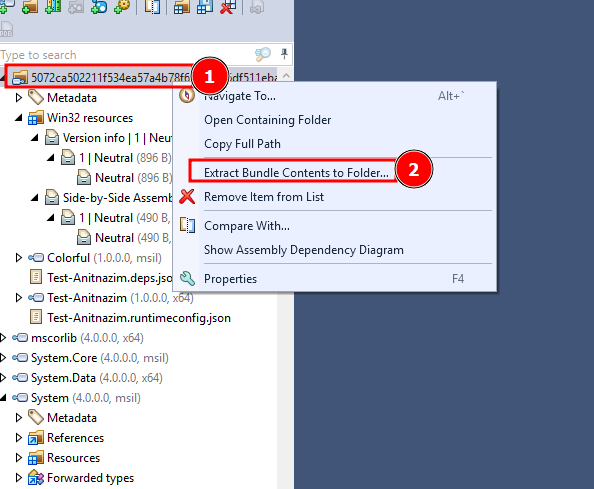 Type to search
5072ca502211f534ea57a4b78f6
df511eba
1
Navigate To... Alt+`
Metadata
Open Containing Folder
Win32 resources
Copy Full Path
Version info | 1 | Neut
1 | Neutral (896 B)
Extract Bundle Contents to Folder...
2
Neutral (896 B)
Remove Item from List
Side-by-Side Assemb
1 | Neutral (490 B,
Compare With...
Neutral (490 B,
Show Assembly Dependency Diagram
Colorful (1.0.0.0, msil)
Test-Anitnazim.deps.jso
Properties F4
Test-Anitnazim (1.0.0.0, x64)
Test-Anitnazim.runtimeconfig.json
mscorlib (4.0.0.0, x64)
System.Core (4.0.0.0, msil)
System.Data (4.0.0.0, x64)
System (4.0.0.0, msil)
Metadata
References
Resources
Forwarded types